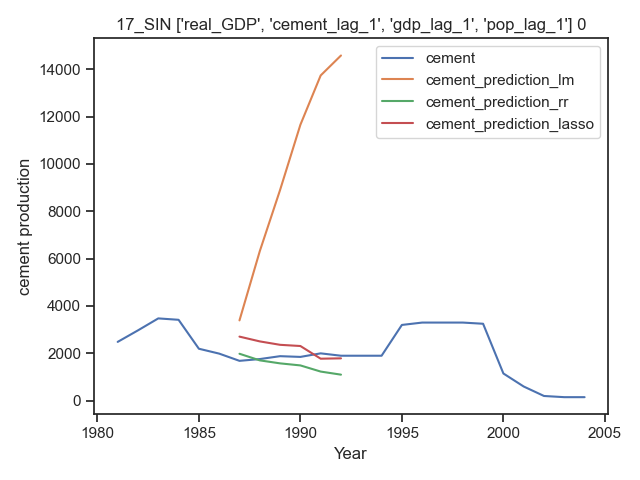 17_SIN ['real_GDP', 'cement_lag_1', 'gdp_lag_1', 'pop_lag_1'] 0
cement
cement_prediction_lm
cement_prediction_rr
cement_prediction_lasso
cement production
14000
12000
10000
8000
6000
4000
2000
0
1980
1985
1990
1995
2000
2005
Year